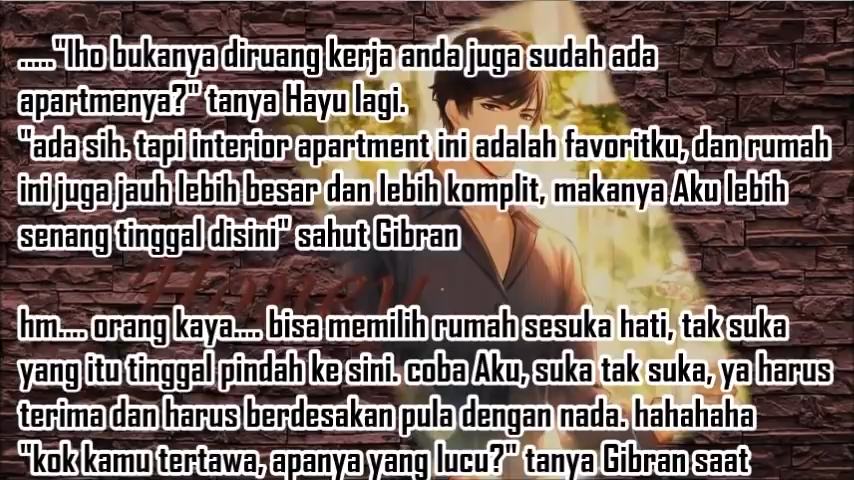 ....."lho bukanya diruang kerja anda juga sudah ada
apartmenya?" tanya Hayu lagi.
"ada sih. tapi interior apartment ini adalah favoritku, dan rumah
ini juga jauh lebih besar dan lebih komplit, makanya Aku lebih
senang tinggal disini" sahut Gibran
hm.... orang kaya.... bisa memilih rumah sesuka hati, tak suka
yang itu tinggal pindah ke sini. coba Aku, suka tak suka, ya harus
terima dan harus berdesakan pula dengan nada. hahahaha
"kok kamu tertawa, apanya yang lucu?" tanya Gibran saat